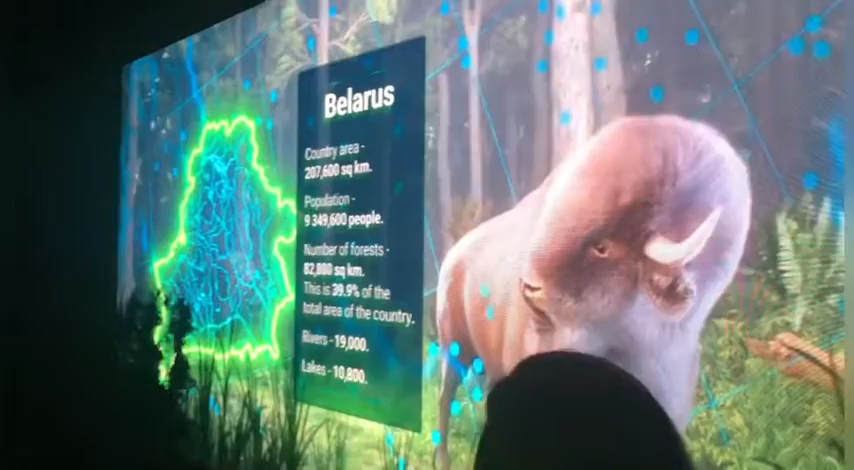 Belarus
Country area -
207,600 sq km.
Population -
9 349,600 people.
Number of forests -
82,880 sq km.
This is 39.9% of the
total area of the country.
Rivers - 19,000.
Lakes - 10,800.